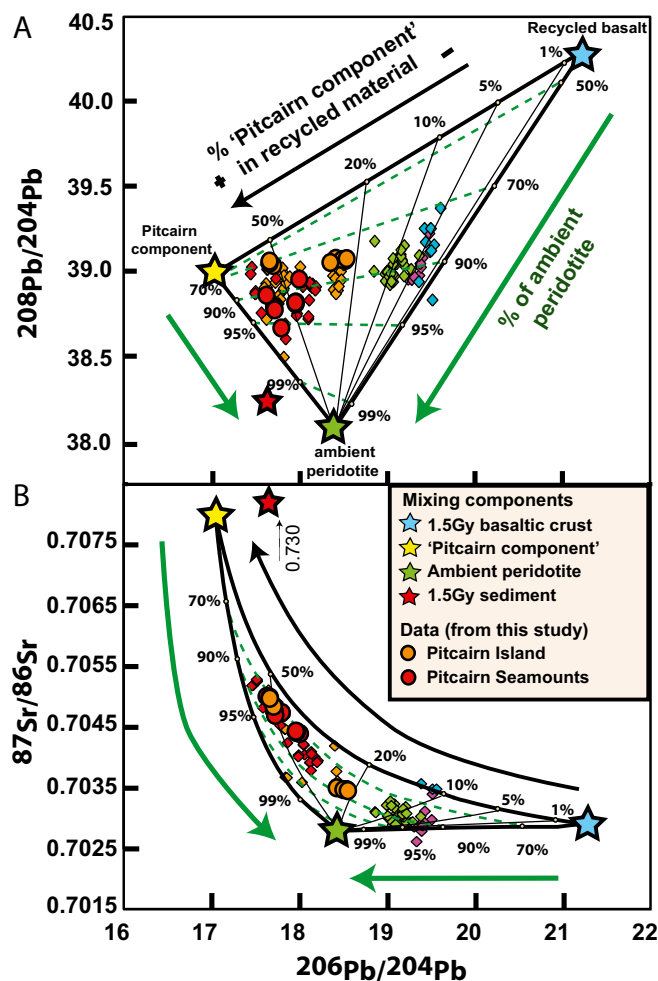 A
40.5
40.0
39.5
39.0
38.5
38.0
208Pb/204Pb
Recycled basalt
% 'Pitcairn component'
in recycled material
+
-
1%
50%
5%
10%
20%
50%
70%
Pitcairn
component
70%
90%
95%
99%
90%
95%
99%
% of ambient
peridotite
ambient
peridotite
B
0.7075
0.7065
0.7055
0.7045
0.7035
0.7025
0.7015
87Sr/86Sr
0.730
Mixing components
1.5Gy basaltic crust
'Pitcairn component'
Ambient peridotite
1.5Gy sediment
Data (from this study)
Pitcairn Island
Pitcairn Seamounts
70%
90%
95%
99%
50%
20%
10%
5%
1%
99%
95%
90%
70%
16 17 18 19 20 21 22
206Pb/204Pb